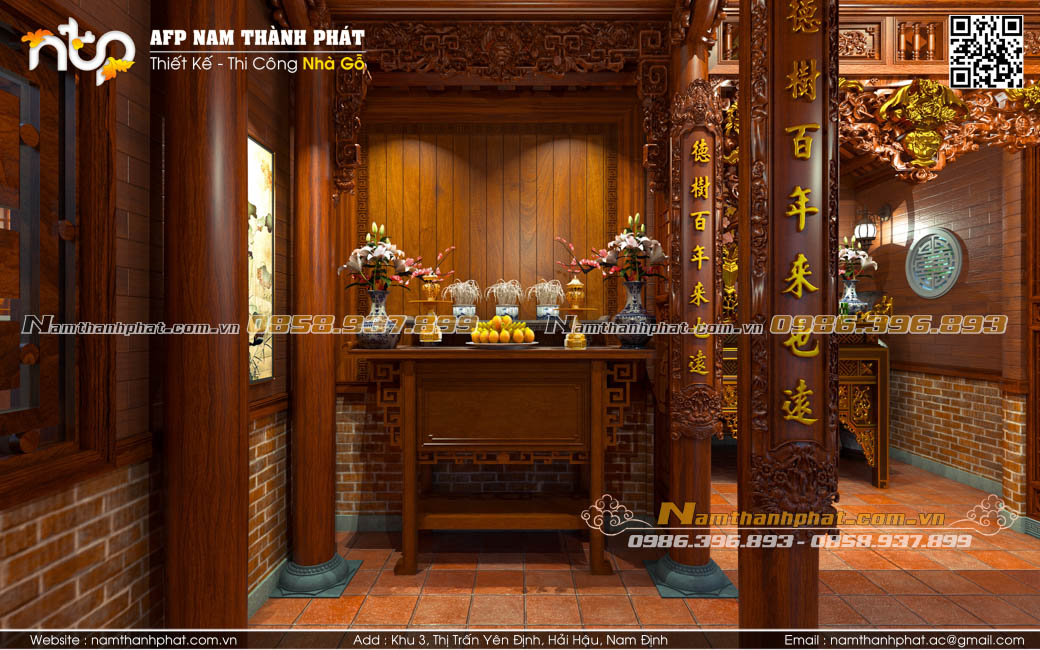 AFP NAM THÀNH PHÁT
Thiết Kế - Thi Công Nhà Gỗ
德樹百年來也遠
樹百年來也遠
Namthanhphat.com.vn 0858.937.899
Namthanhphat.com.vn 0986.396.893
Namthanhphat.com.vn
0986.396.893 - 0858.937.899
Website : namthanhphat.com.vn
Add : Khu 3, Thị Trấn Yên Định, Hải Hậu, Nam Định
Email : namthanhphat.ac@gmail.com